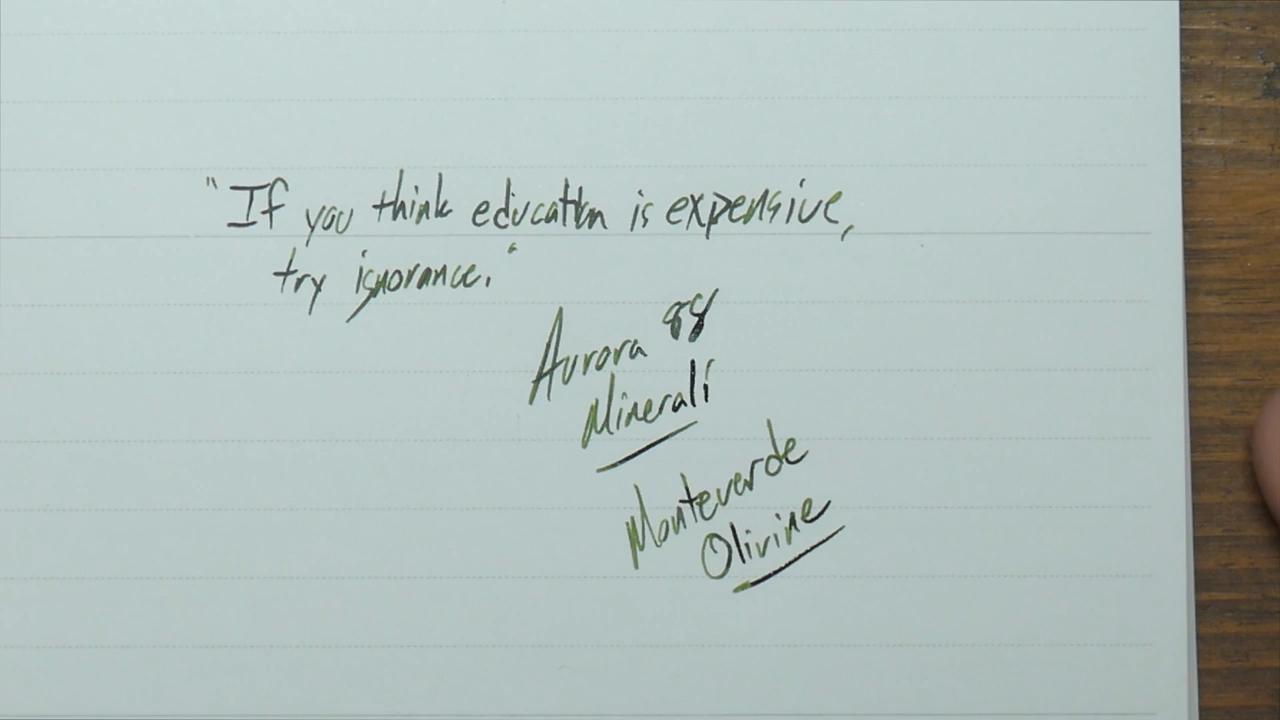 "If you think education is expensive,
try ignorance."
Aurora 88
Minerali
Monteverde
Olivine